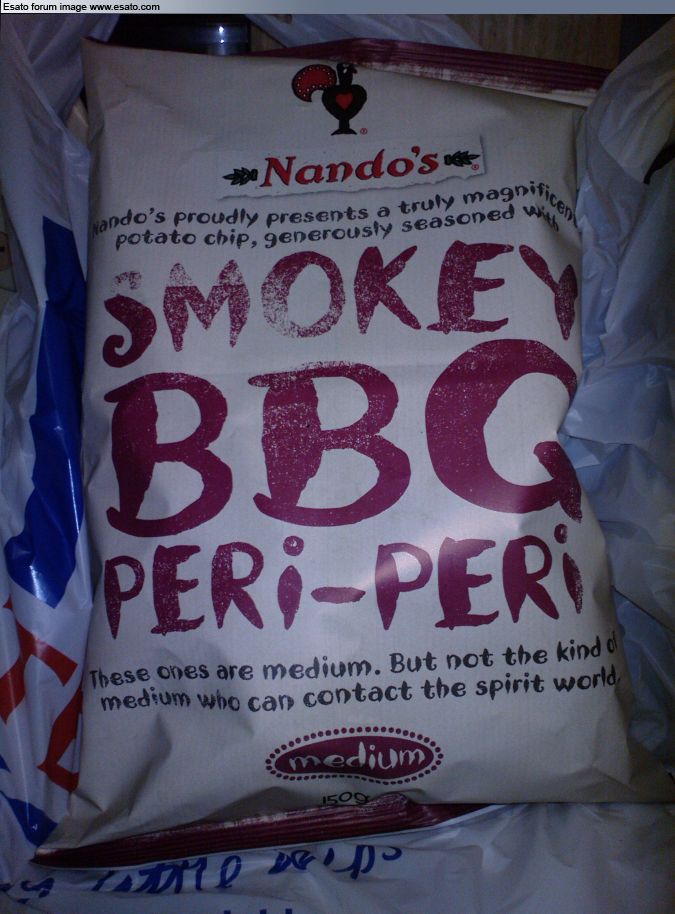 Esato forum image www.esato.com
Nando's
Nando's proudly presents a truly magnificent
potato chip, generously seasoned with
SMOKEY
BBQ
PERi-PERi
These ones are medium. But not the kind of
medium who can contact the spirit world.
medium
150g